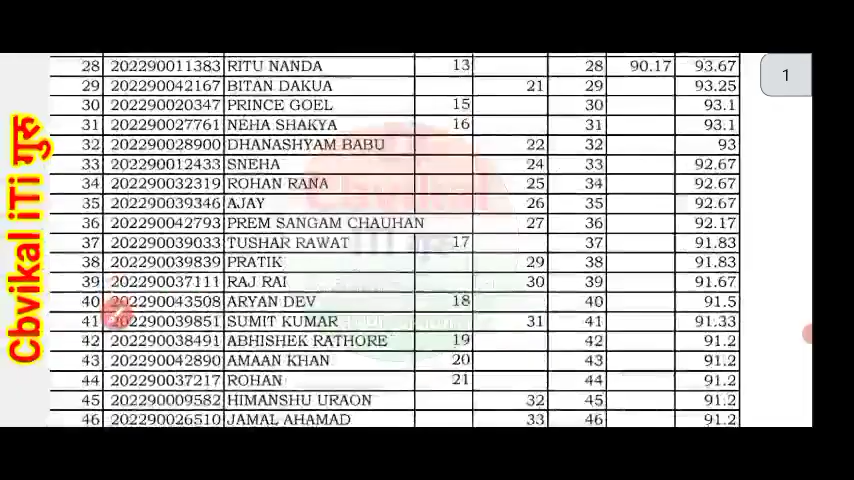 28 202290011383 RITU NANDA 13 28 90.17 93.67
29 202290042167 BITAN DAKUA 21 29 93.25
30 202290020347 PRINCE GOEL 15 30 93.1
31 202290027761 NEHA SHAKYA 16 31 93.1
32 202290028900 DHANASHYAM BABU 22 32 93
33 202290012433 SNEHA 24 33 92.67
34 202290032319 ROHAN RANA 25 34 92.67
35 202290039346 AJAY 26 35 92.67
36 202290042793 PREM SANGAM CHAUHAN 27 36 92.17
37 202290039033 TUSHAR RAWAT 17 37 91.83
38 202290039839 PRATIK 29 38 91.83
39 202290037111 RAJ RAI 30 39 91.67
40 202290043508 ARYAN DEV 18 40 91.5
41 202290039851 SUMIT KUMAR 31 41 91.33
42 202290038491 ABHISHEK RATHORE 19 42 91.2
43 202290042890 AMAAN KHAN 20 43 91.2
44 202290037217 ROHAN 21 44 91.2
45 202290009582 HIMANSHU URAON 32 45 91.2
46 202290026510 JAMAL AHAMAD 33 46 91.2
1
Cbvikal iTi गुरु
Cbvikal
iTi गुरु